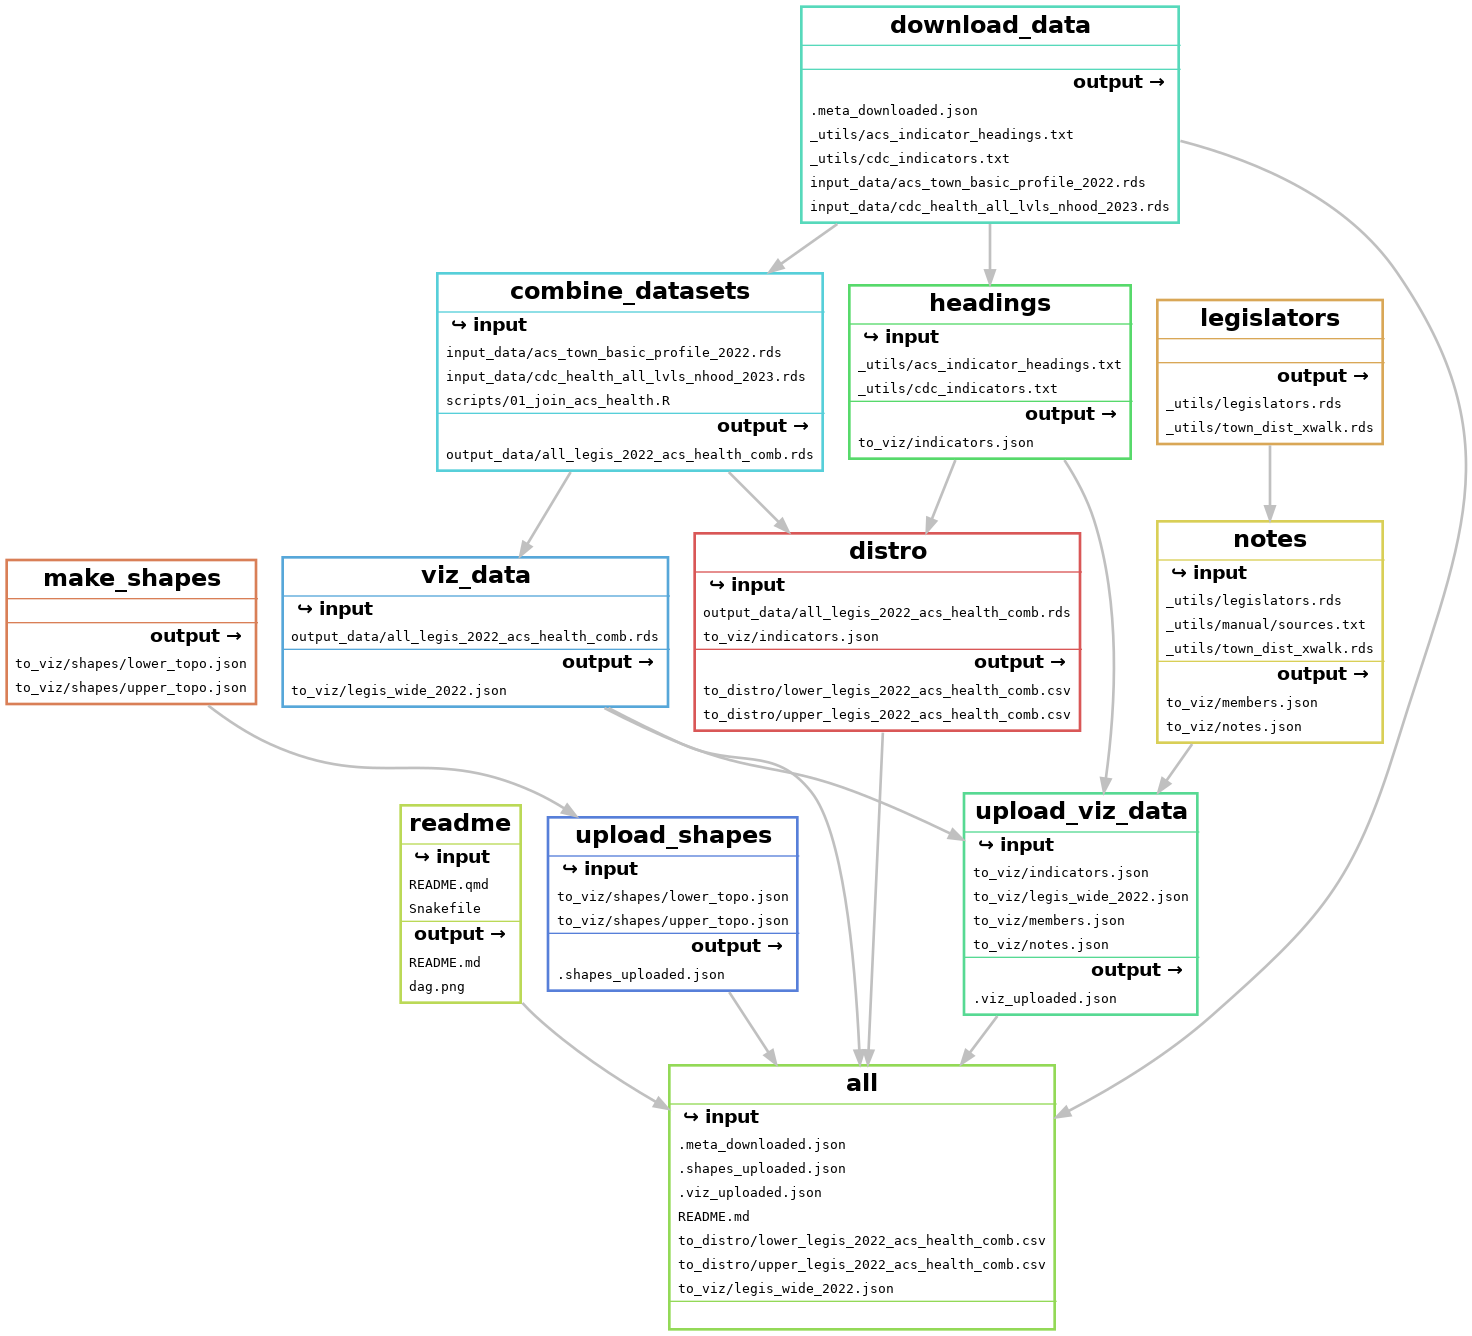 download_data
output →
.meta_downloaded.json
_utils/acs_indicator_headings.txt
_utils/cdc_indicators.txt
input_data/acs_town_basic_profile_2022.rds
input_data/cdc_health_all_lvls_nhood_2023.rds
combine_datasets
↪ input
input_data/acs_town_basic_profile_2022.rds
input_data/cdc_health_all_lvls_nhood_2023.rds
scripts/01_join_acs_health.R
output →
output_data/all_legis_2022_acs_health_comb.rds
headings
↪ input
_utils/acs_indicator_headings.txt
_utils/cdc_indicators.txt
output →
to_viz/indicators.json
legislators
output →
_utils/legislators.rds
_utils/town_dist_xwalk.rds
make_shapes
output →
to_viz/shapes/lower_topo.json
to_viz/shapes/upper_topo.json
viz_data
↪ input
output_data/all_legis_2022_acs_health_comb.rds
output →
to_viz/legis_wide_2022.json
distro
↪ input
output_data/all_legis_2022_acs_health_comb.rds
to_viz/indicators.json
output →
to_distro/lower_legis_2022_acs_health_comb.csv
to_distro/upper_legis_2022_acs_health_comb.csv
notes
↪ input
_utils/legislators.rds
_utils/manual/sources.txt
_utils/town_dist_xwalk.rds
output →
to_viz/members.json
to_viz/notes.json
readme
↪ input
README.qmd
Snakefile
output →
README.md
dag.png
upload_shapes
↪ input
to_viz/shapes/lower_topo.json
to_viz/shapes/upper_topo.json
output →
.shapes_uploaded.json
upload_viz_data
↪ input
to_viz/indicators.json
to_viz/legis_wide_2022.json
to_viz/members.json
to_viz/notes.json
output →
.viz_uploaded.json
all
↪ input
.meta_downloaded.json
.shapes_uploaded.json
.viz_uploaded.json
README.md
to_distro/lower_legis_2022_acs_health_comb.csv
to_distro/upper_legis_2022_acs_health_comb.csv
to_viz/legis_wide_2022.json